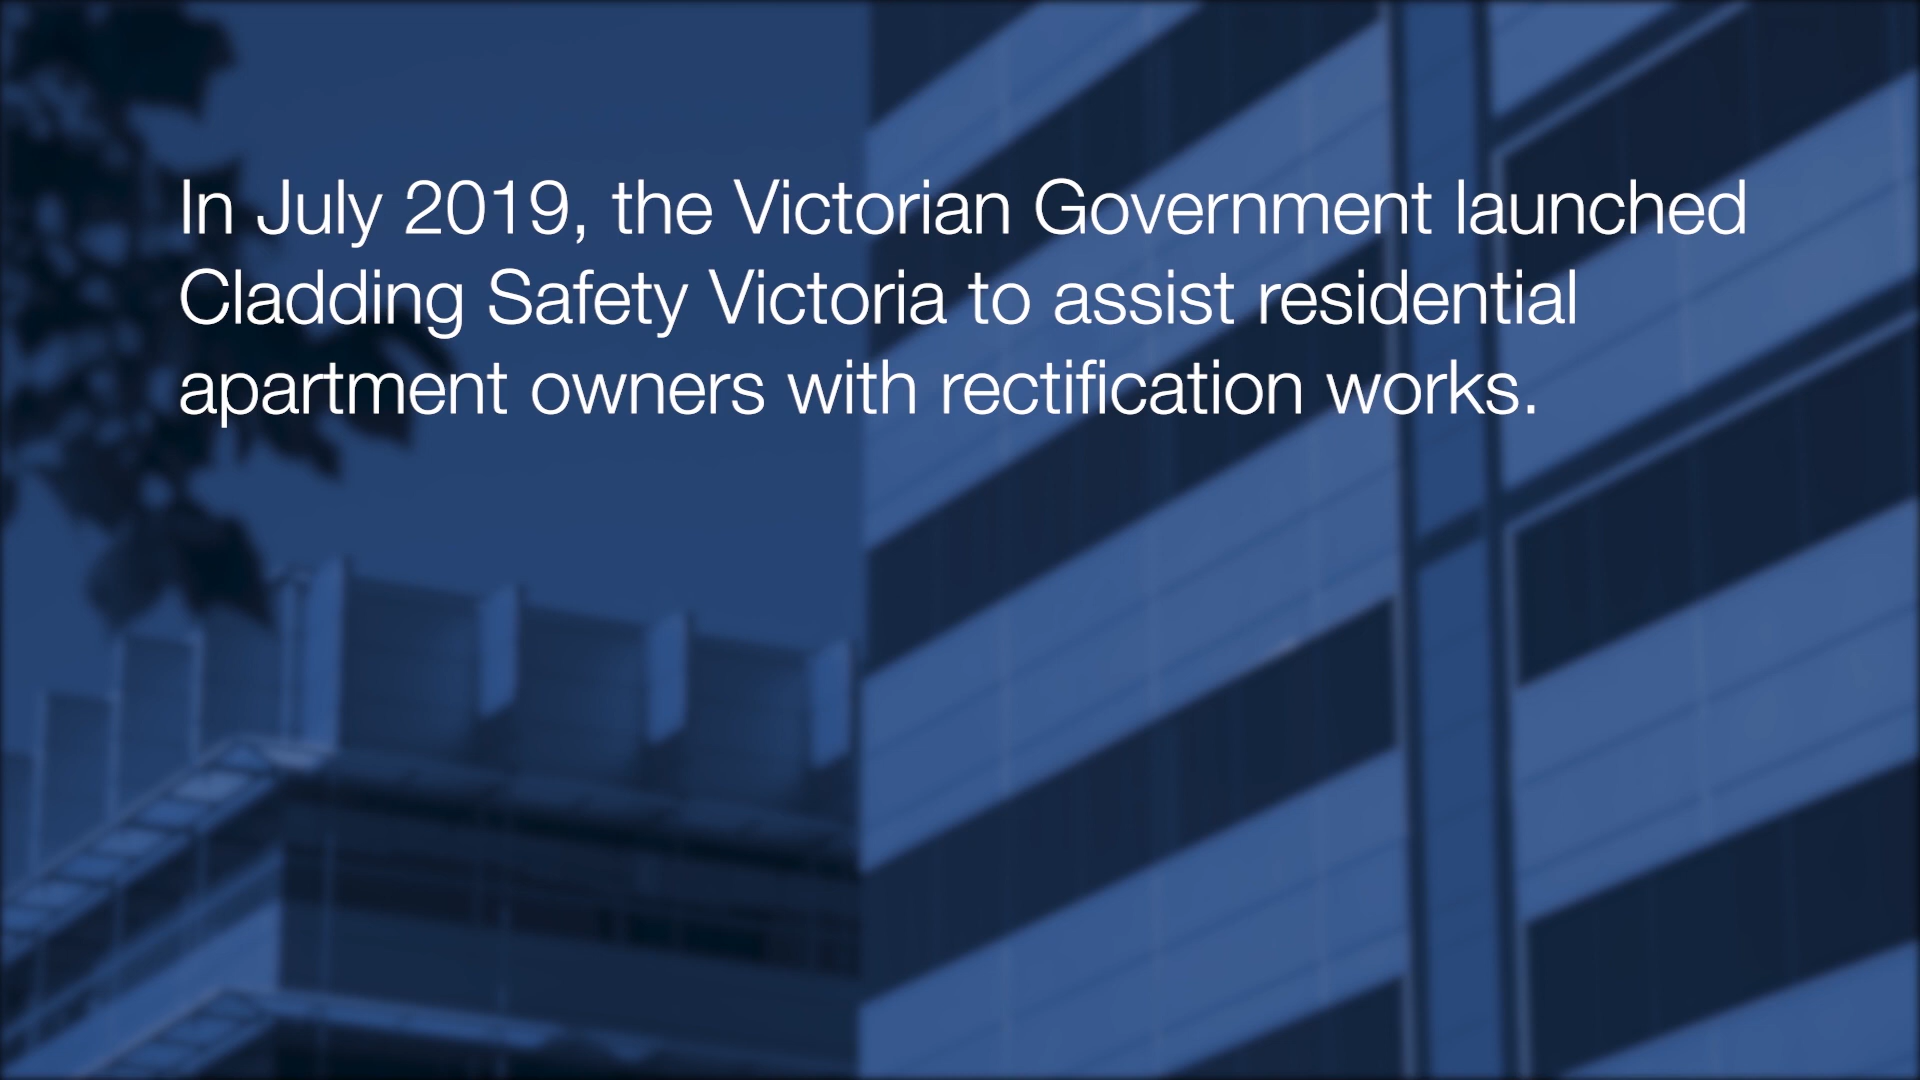 In July 2019, the Victorian Government launched
Cladding Safety Victoria to assist residential
apartment owners with rectification works.